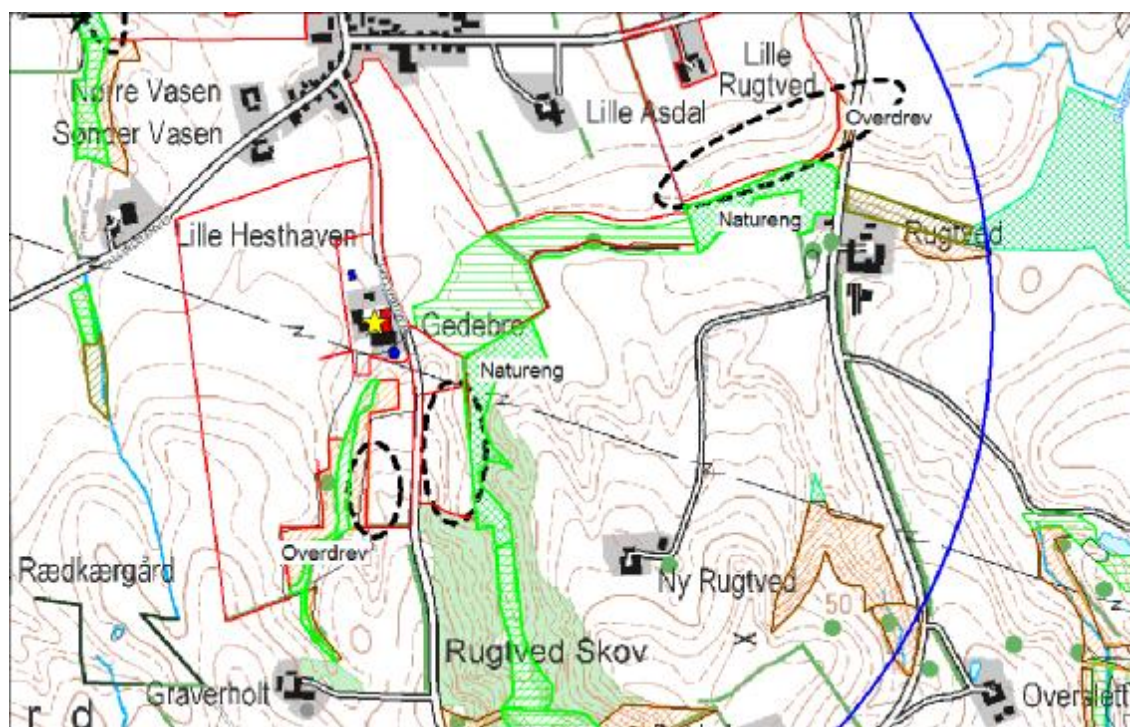 Lille
Rugtved
Nørre Vasen
Lille Asdal
Overdrev
Sønder Vasen
Natureng
Rugtved
Lille Hesthaven
Gedebro
Natureng
Overdrev
Rædkærgård
Ny Rugtved
50
Rugtved Skov
Graverholt
Overslett
r d